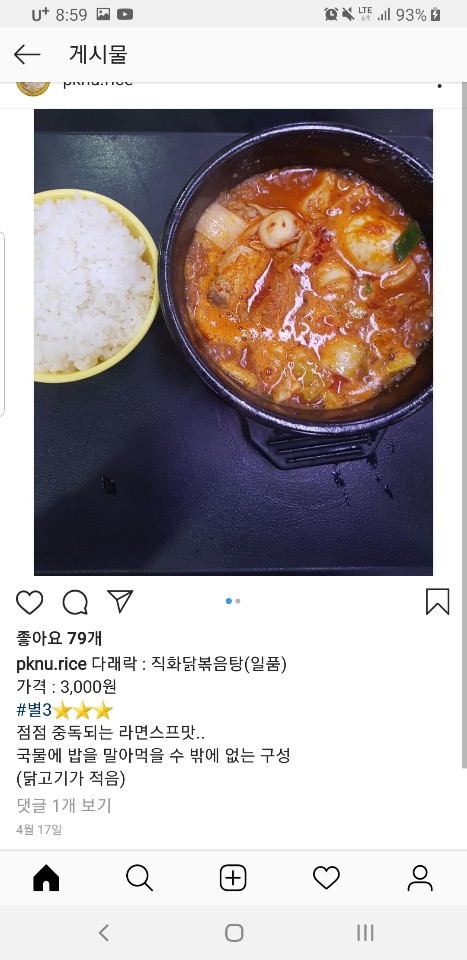 U+ 8:59 LTE 93%
게시물
pknu.rice
좋아요 79개
pknu.rice 다래락 : 직화닭볶음탕(일품)
가격 : 3,000원
#별3⭐⭐⭐
점점 중독되는 라면스프맛..
국물에 밥을 말아먹을 수 밖에 없는 구성
(닭고기가 적음)
댓글 1개 보기
4월 17일